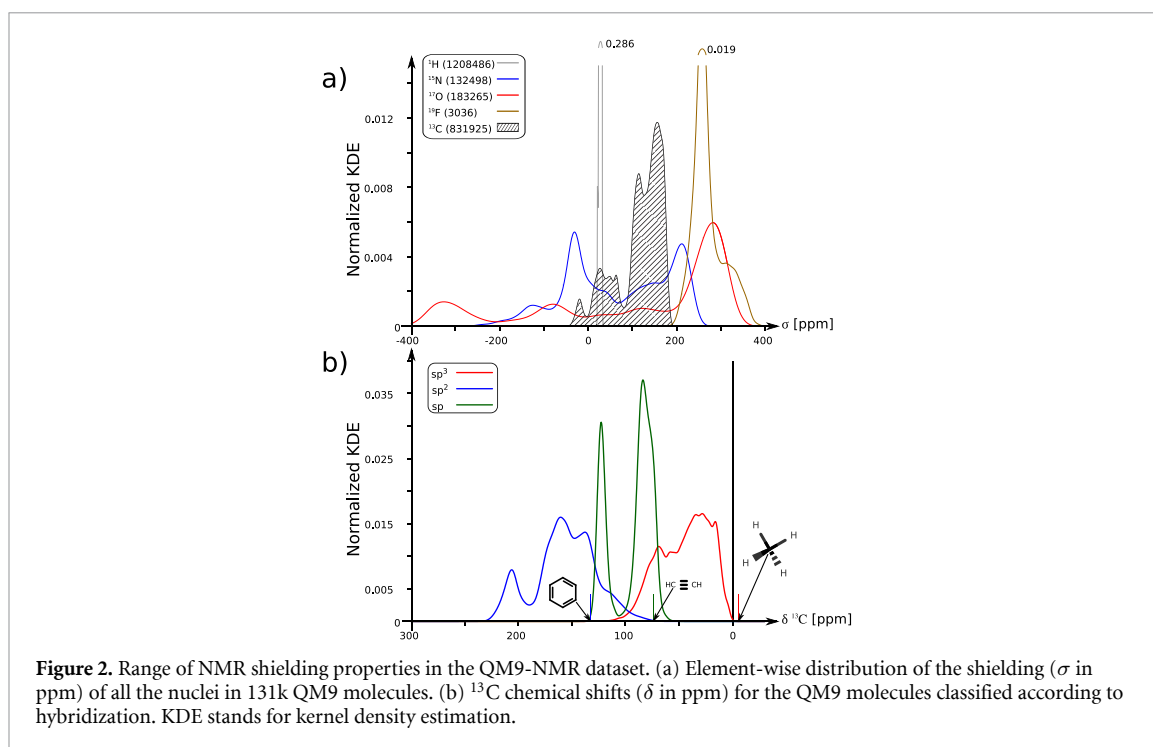 a)
0.286
0.019
¹H (1208486)
¹⁵N (132498)
¹⁷O (183265)
¹⁹F (3036)
¹³C (831925)
Normalized KDE
0.012
0.008
0.004
0
-400
-200
0
200
400
σ [ppm]
b)
sp³
sp²
sp
Normalized KDE
0.035
0.025
0.015
0.005
0
300
200
100
0
δ ¹³C [ppm]
HC ≡ CH
H
H
H
H
Figure 2. Range of NMR shielding properties in the QM9-NMR dataset. (a) Element-wise distribution of the shielding (σ in
ppm) of all the nuclei in 131k QM9 molecules. (b) ¹³C chemical shifts (δ in ppm) for the QM9 molecules classified according to
hybridization. KDE stands for kernel density estimation.